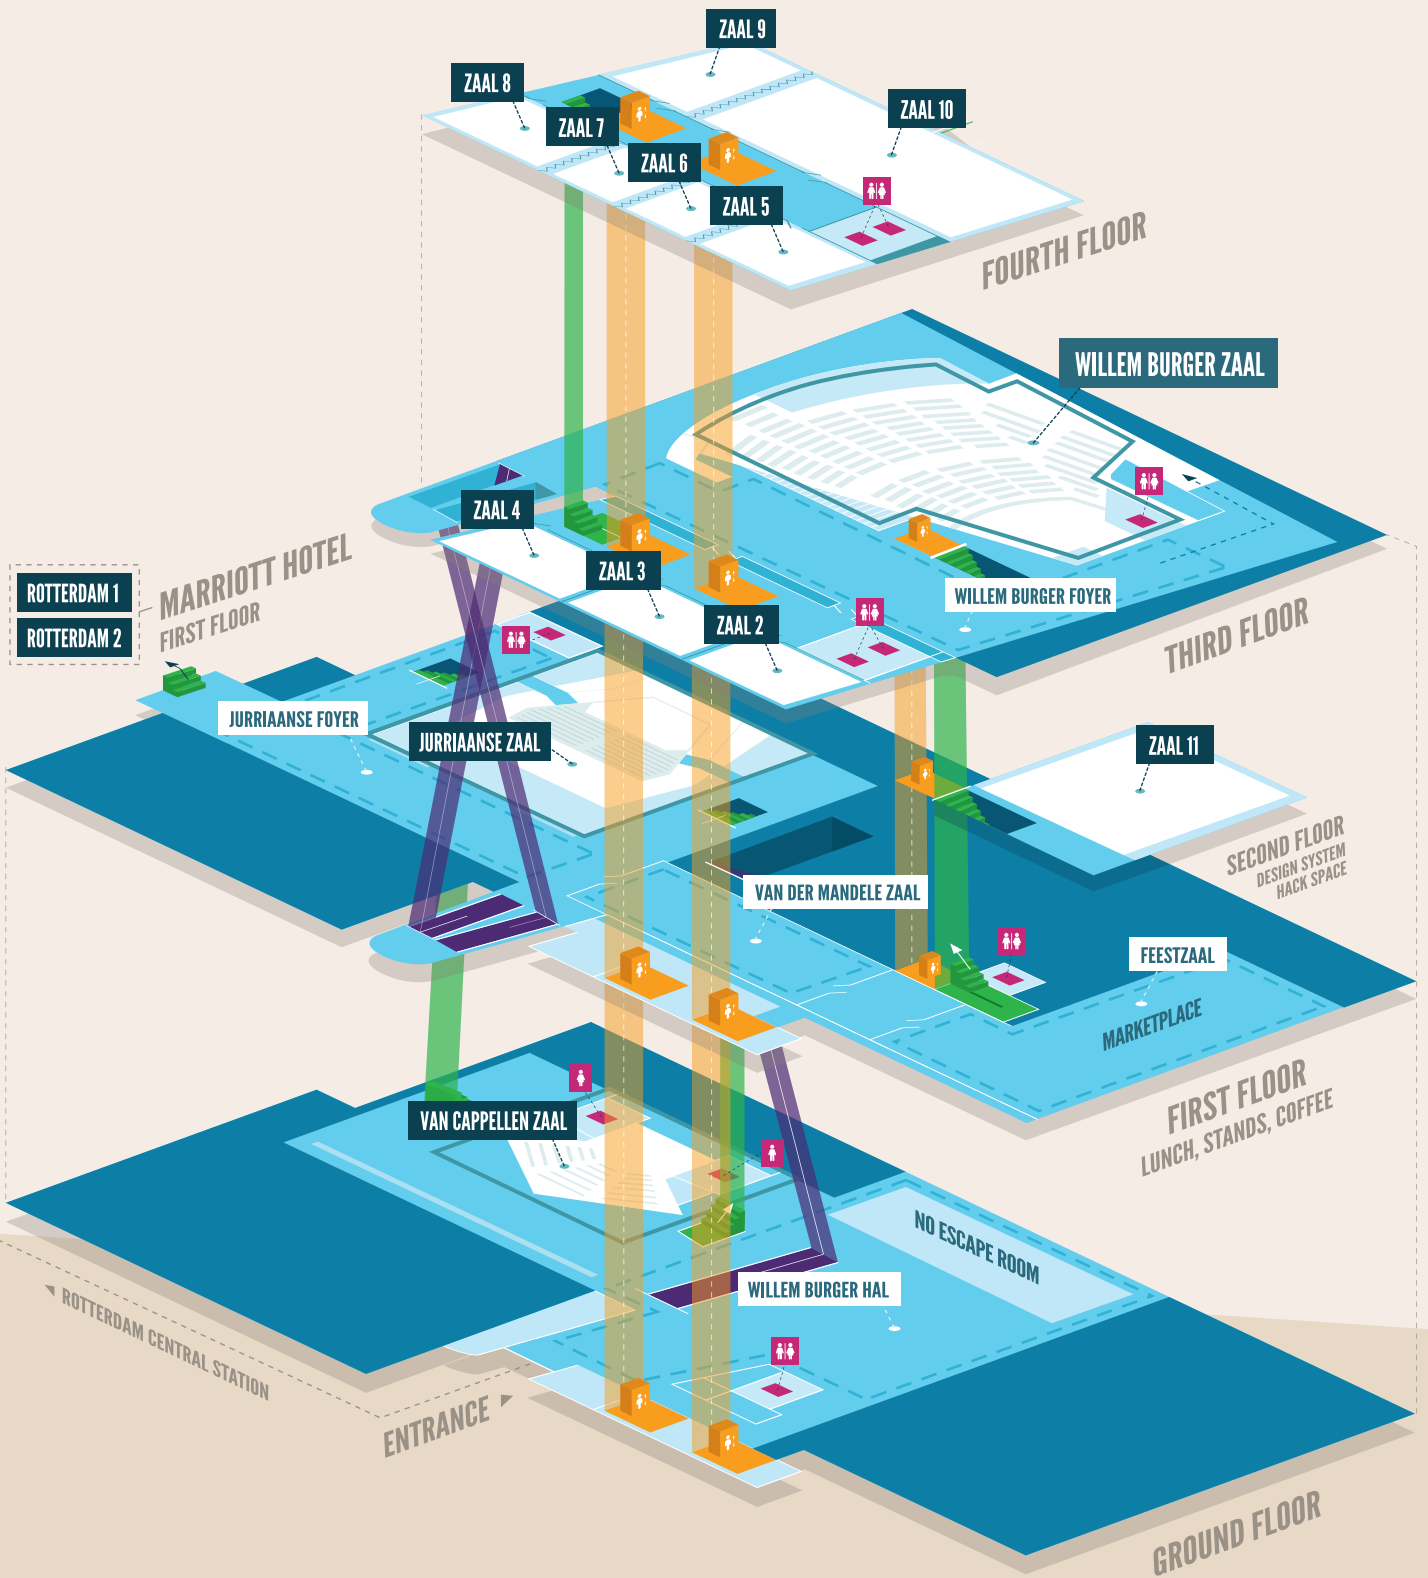 ZAAL 9
ZAAL 8
ZAAL 10
ZAAL 7
ZAAL 6
ZAAL 5
FOURTH FLOOR
WILLEM BURGER ZAAL
ZAAL 4
ZAAL 3
ZAAL 2
WILLEM BURGER FOYER
THIRD FLOOR
MARRIOTT HOTEL
FIRST FLOOR
ROTTERDAM 1
ROTTERDAM 2
JURRIAANSE FOYER
JURRIAANSE ZAAL
ZAAL 11
SECOND FLOOR
DESIGN SYSTEM
HACK SPACE
VAN DER MANDELE ZAAL
FEESTZAAL
MARKETPLACE
FIRST FLOOR
LUNCH, STANDS, COFFEE
VAN CAPPELLEN ZAAL
NO ESCAPE ROOM
WILLEM BURGER HAL
ROTTERDAM CENTRAL STATION
ENTRANCE
GROUND FLOOR